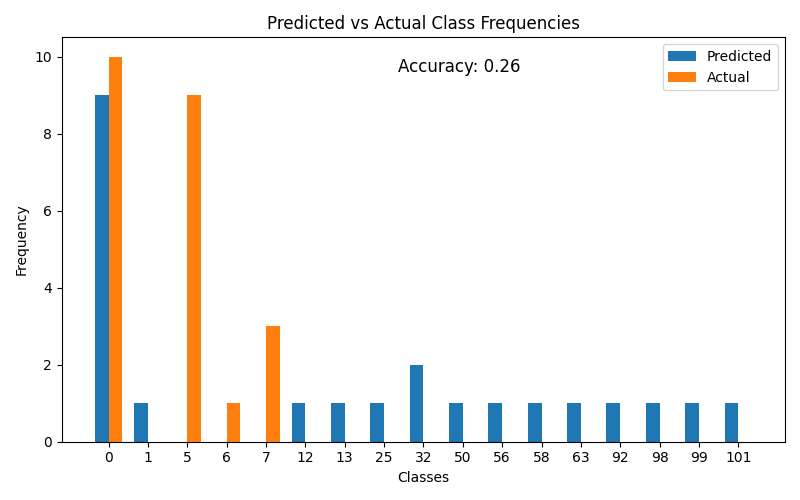 Predicted vs Actual Class Frequencies
Accuracy: 0.26
Predicted
Actual
10
8
6
4
2
0
Frequency
0 1 5 6 7 12 13 25 32 50 56 58 63 92 98 99 101
Classes